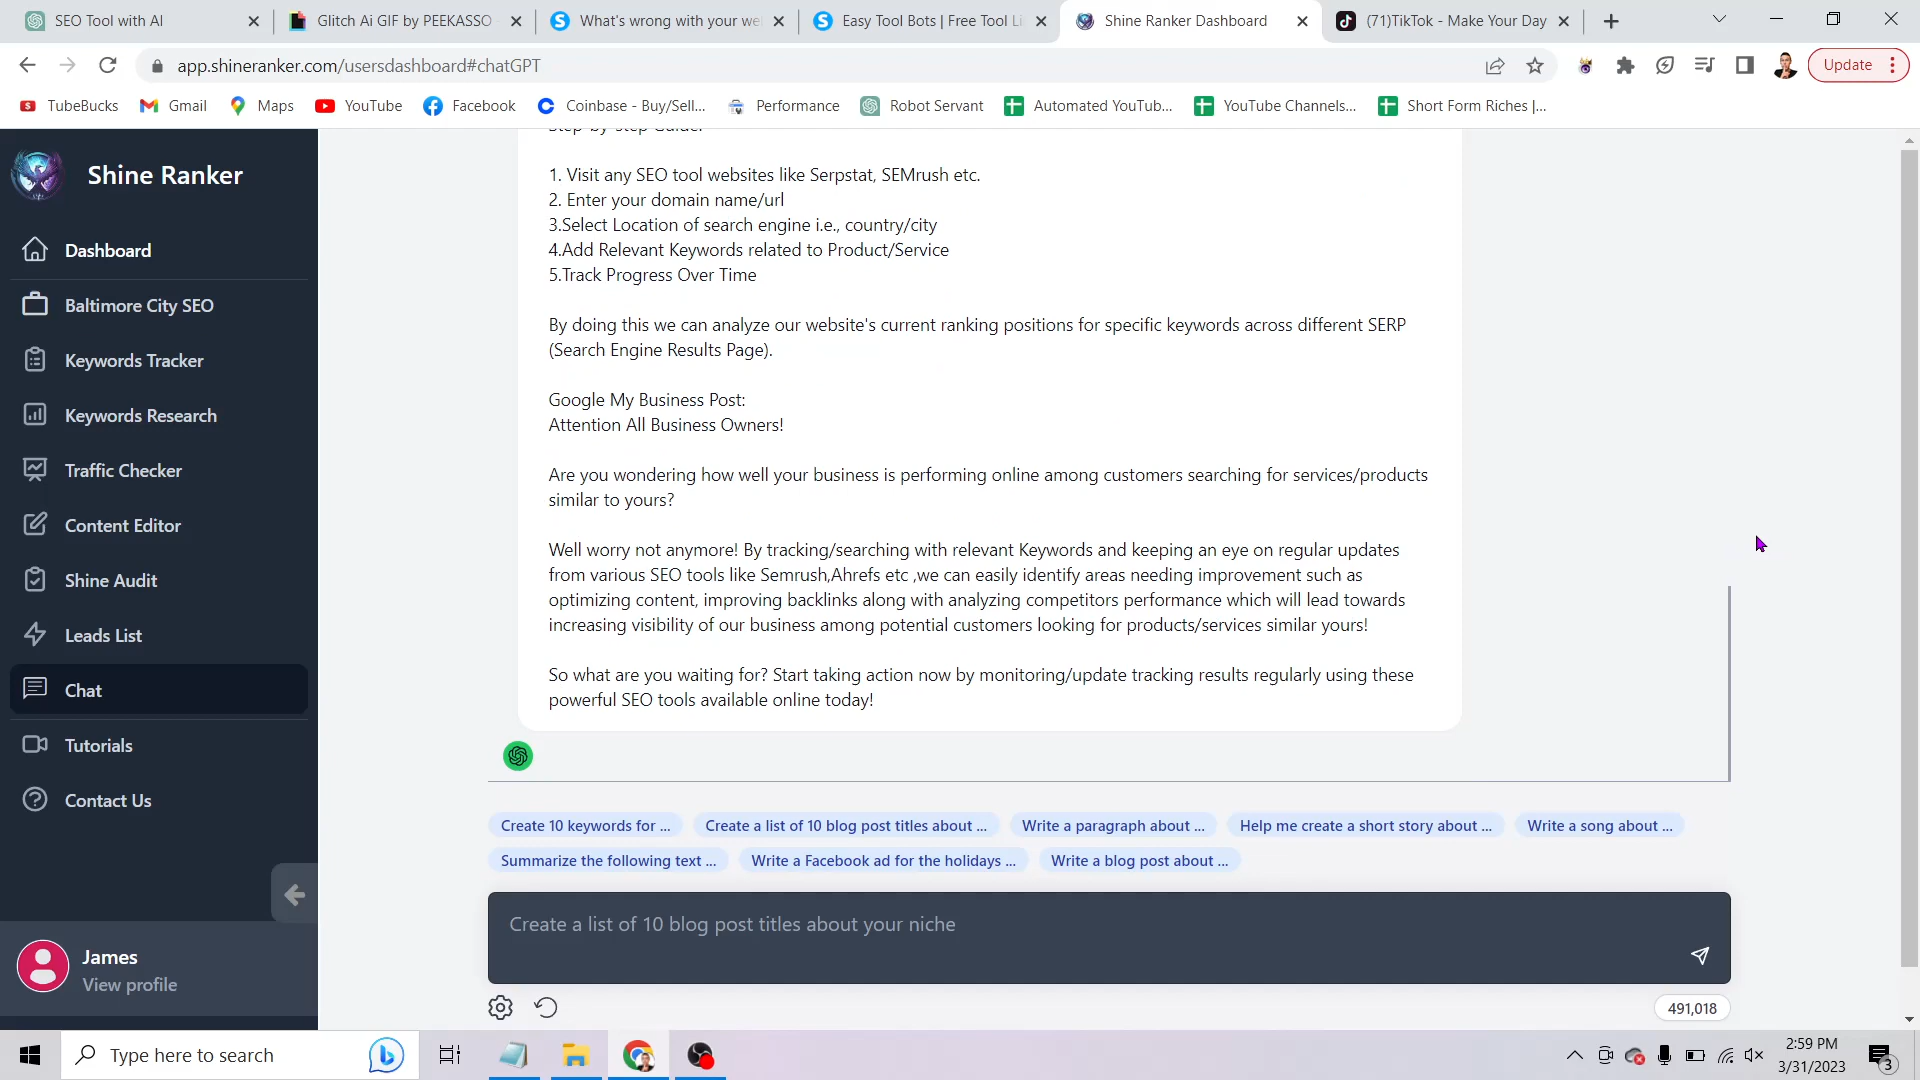 SEO Tool with AI
Glitch Ai GIF by PEEKASSO
What's wrong with your we
Easy Tool Bots | Free Tool Li
Shine Ranker Dashboard
(71)TikTok - Make Your Day
app.shineranker.com/usersdashboard#chatGPT
Update
TubeBucks
Gmail
Maps
YouTube
Facebook
Coinbase - Buy/Sell...
Performance
Robot Servant
Automated YouTub...
YouTube Channels...
Short Form Riches |...
Shine Ranker
Dashboard
Baltimore City SEO
Keywords Tracker
Keywords Research
Traffic Checker
Content Editor
Shine Audit
Leads List
Chat
Tutorials
Contact Us
James
View profile
Step-by-step Guide:
1. Visit any SEO tool websites like Serpstat, SEMrush etc.
2. Enter your domain name/url
3.Select Location of search engine i.e., country/city
4.Add Relevant Keywords related to Product/Service
5.Track Progress Over Time
By doing this we can analyze our website's current ranking positions for specific keywords across different SERP
(Search Engine Results Page).
Google My Business Post:
Attention All Business Owners!
Are you wondering how well your business is performing online among customers searching for services/products
similar to yours?
Well worry not anymore! By tracking/searching with relevant Keywords and keeping an eye on regular updates
from various SEO tools like Semrush,Ahrefs etc ,we can easily identify areas needing improvement such as
optimizing content, improving backlinks along with analyzing competitors performance which will lead towards
increasing visibility of our business among potential customers looking for products/services similar yours!
So what are you waiting for? Start taking action now by monitoring/update tracking results regularly using these
powerful SEO tools available online today!
Create 10 keywords for ...
Create a list of 10 blog post titles about ...
Write a paragraph about ...
Help me create a short story about ...
Write a song about ...
Summarize the following text ...
Write a Facebook ad for the holidays ...
Write a blog post about ...
Create a list of 10 blog post titles about your niche
491,018
Type here to search
2:59 PM
3/31/2023
3